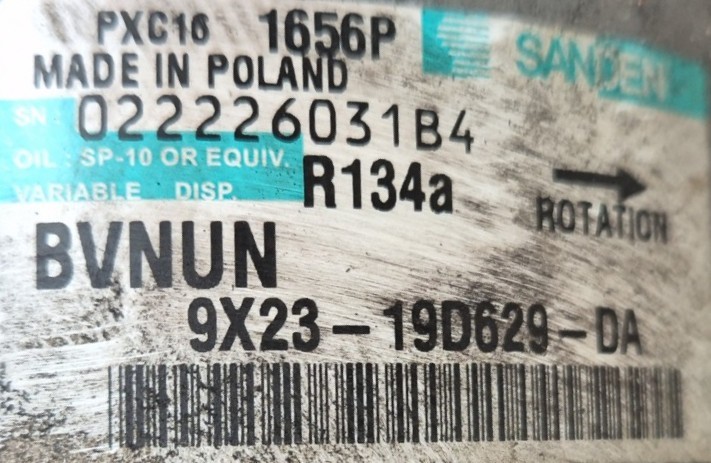 PXC16 1656P SANDEN
MADE IN POLAND
SN 022226031B4
OIL : SP-10 OR EQUIV.
VARIABLE DISP. R134a
ROTATION
BVNUN
9X23-19D629-DA